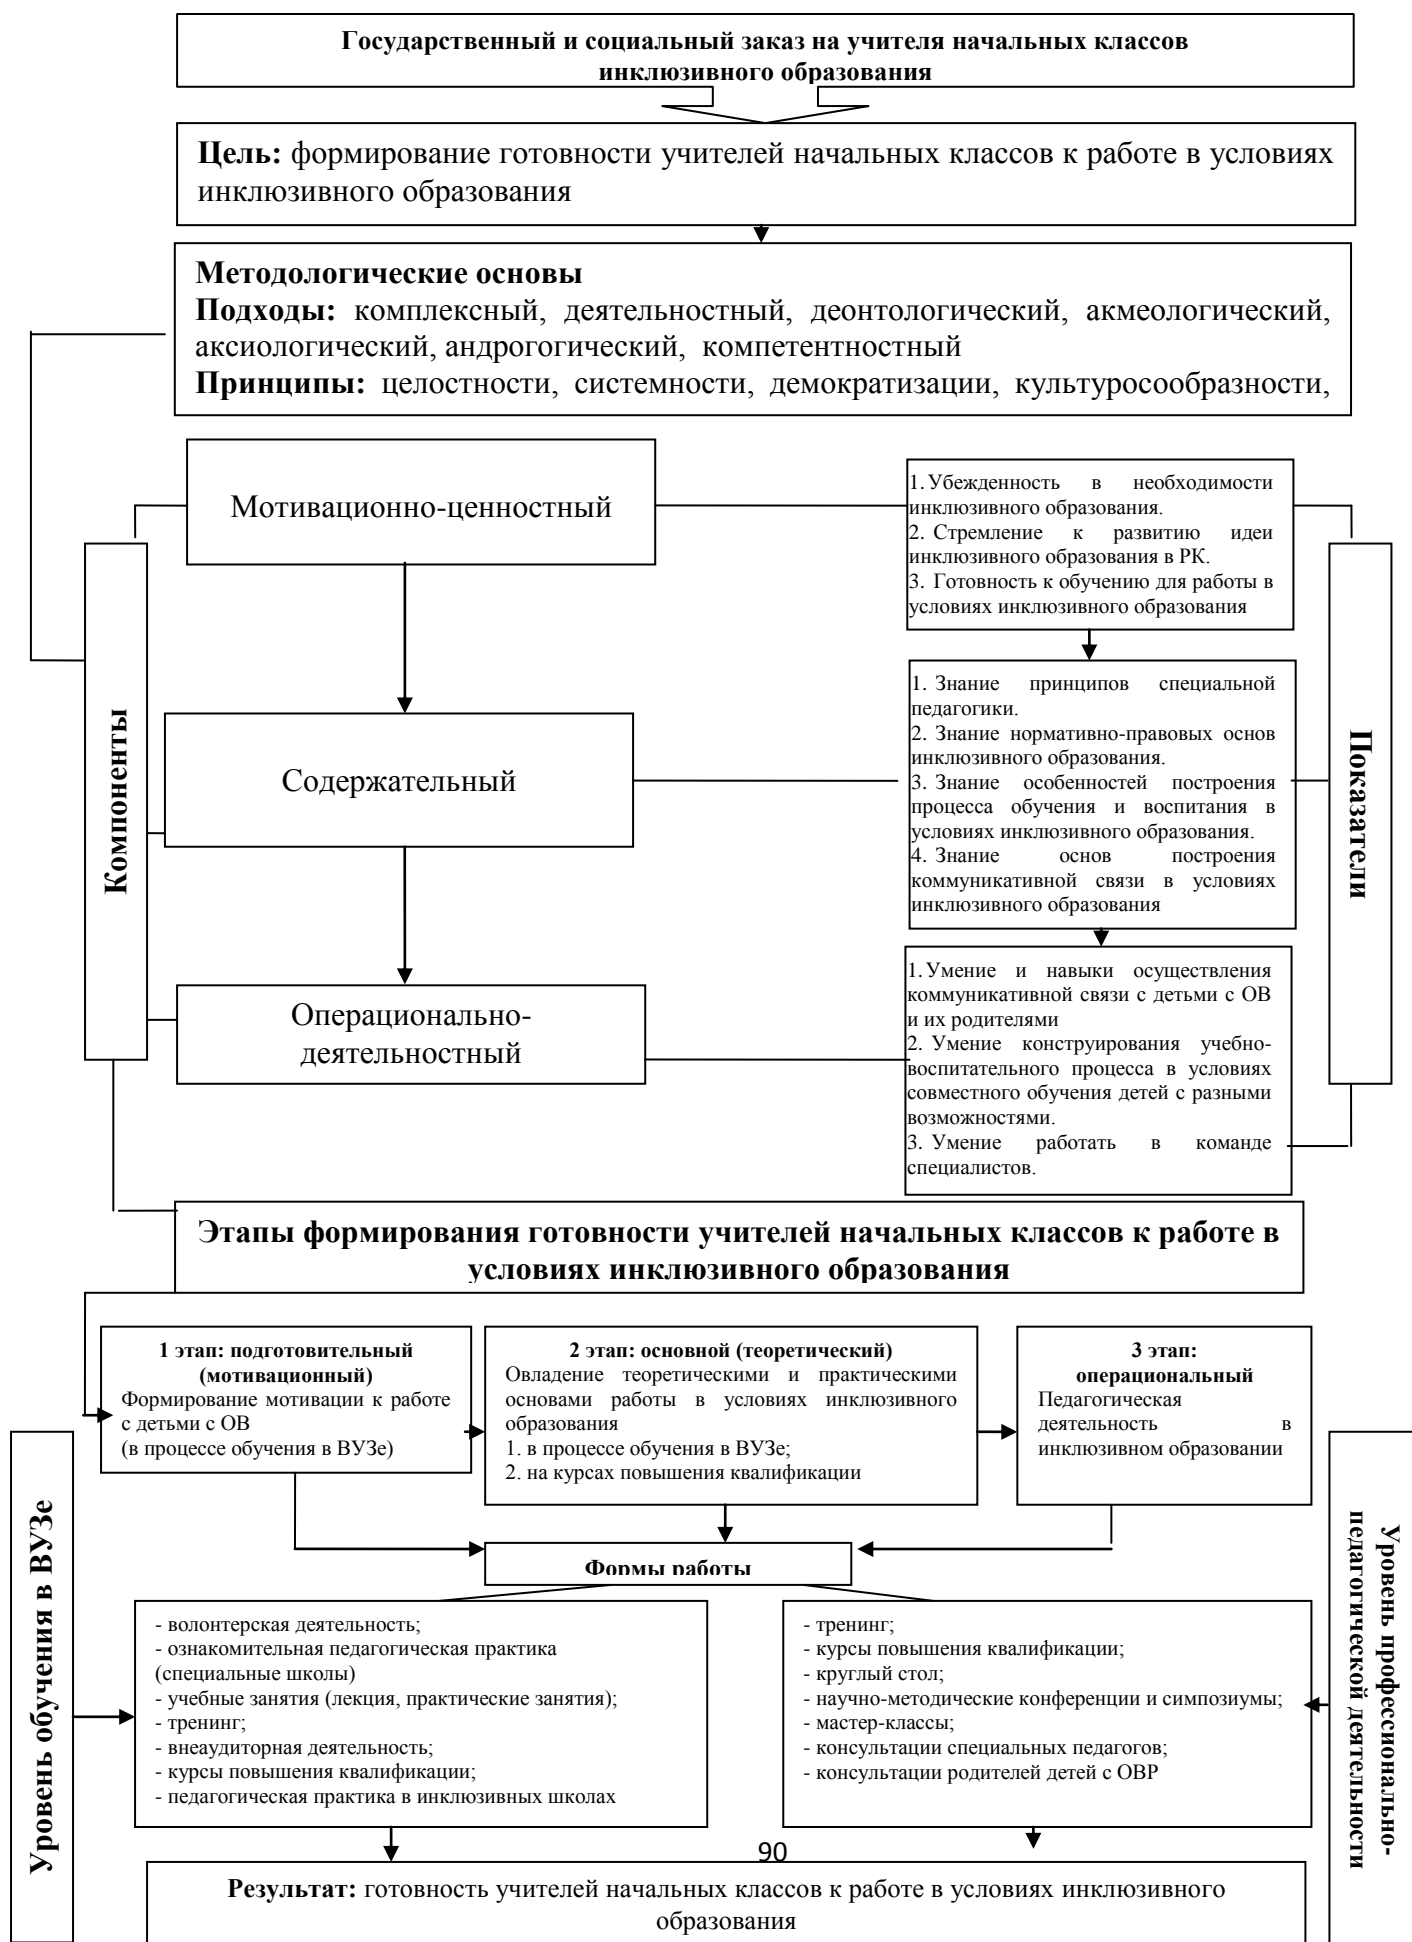 Государственный и социальный заказ на учителя начальных классов
инклюзивного образования
Цель: формирование готовности учителей начальных классов к работе в условиях
инклюзивного образования
Методологические основы
Подходы: комплексный, деятельностный, деонтологический, акмеологический,
аксиологический, андрогогический, компетентностный
Принципы: целостности, системности, демократизации, культуросообразности,
Компоненты
Мотивационно-ценностный
1. Убежденность в необходимости
инклюзивного образования.
2. Стремление к развитию идеи
инклюзивного образования в РК.
3. Готовность к обучению для работы в
условиях инклюзивного образования
Показатели
Содержательный
1. Знание принципов специальной
педагогики.
2. Знание нормативно-правовых основ
инклюзивного образования.
3. Знание особенностей построения
процесса обучения и воспитания в
условиях инклюзивного образования.
4. Знание основ построения
коммуникативной связи в условиях
инклюзивного образования
Операционально-
деятельностный
1. Умение и навыки осуществления
коммуникативной связи с детьми с ОВ
и их родителями
2. Умение конструирования учебно-
воспитательного процесса в условиях
совместного обучения детей с разными
возможностями.
3. Умение работать в команде
специалистов.
Этапы формирования готовности учителей начальных классов к работе в
условиях инклюзивного образования
1 этап: подготовительный
(мотивационный)
Формирование мотивации к работе
с детьми с ОВ
(в процессе обучения в ВУЗе)
2 этап: основной (теоретический)
Овладение теоретическими и практическими
основами работы в условиях инклюзивного
образования
1. в процессе обучения в ВУЗе;
2. на курсах повышения квалификации
3 этап:
операциональный
Педагогическая
деятельность в
инклюзивном образовании
Уровень обучения в ВУЗе
Формы работы
Уровень профессионально-
педагогической деятельности
- волонтерская деятельность;
- ознакомительная педагогическая практика
(специальные школы)
- учебные занятия (лекция, практические занятия);
- тренинг;
- внеаудиторная деятельность;
- курсы повышения квалификации;
- педагогическая практика в инклюзивных школах
- тренинг;
- курсы повышения квалификации;
- круглый стол;
- научно-методические конференции и симпозиумы;
- мастер-классы;
- консультации специальных педагогов;
- консультации родителей детей с ОВР
90
Результат: готовность учителей начальных классов к работе в условиях инклюзивного
образования